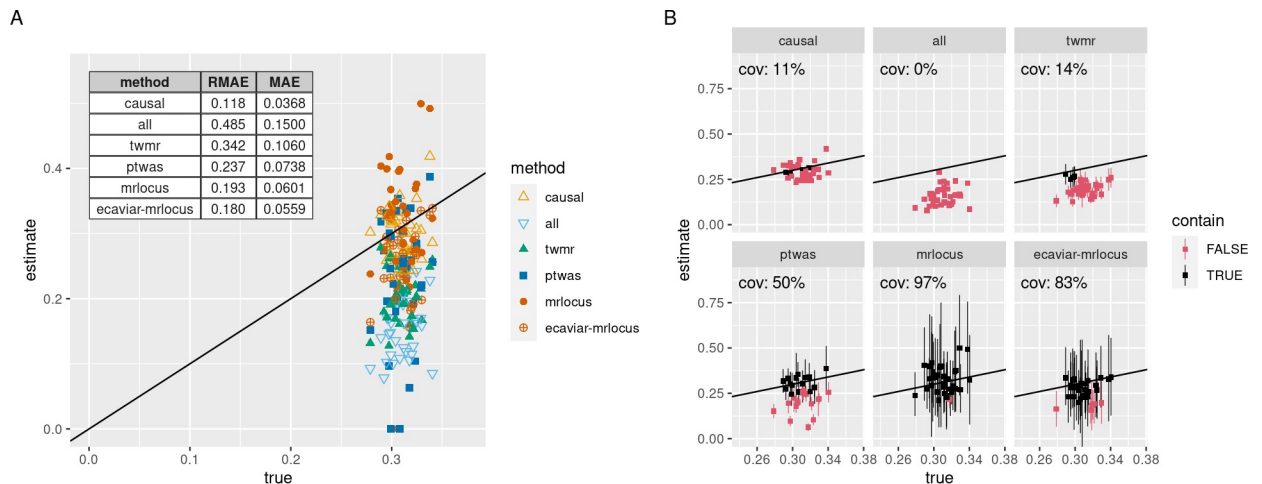 A
method RMAE MAE
causal 0.118 0.0368
all 0.485 0.1500
twmr 0.342 0.1060
ptwas 0.237 0.0738
mrlocus 0.193 0.0601
ecaviar-mrlocus 0.180 0.0559
estimate
0.4
0.2
0.0
0.0 0.1 0.2 0.3
true
method
causal
all
twmr
ptwas
mrlocus
ecaviar-mrlocus
B
causal all twmr
cov: 11% cov: 0% cov: 14%
0.75
0.50
0.25
0.00
estimate
ptwas mrlocus ecaviar-mrlocus
cov: 50% cov: 97% cov: 83%
0.75
0.50
0.25
0.00
0.26 0.30 0.34 0.38 0.26 0.30 0.34 0.38 0.26 0.30 0.34 0.38
true
contain
FALSE
TRUE